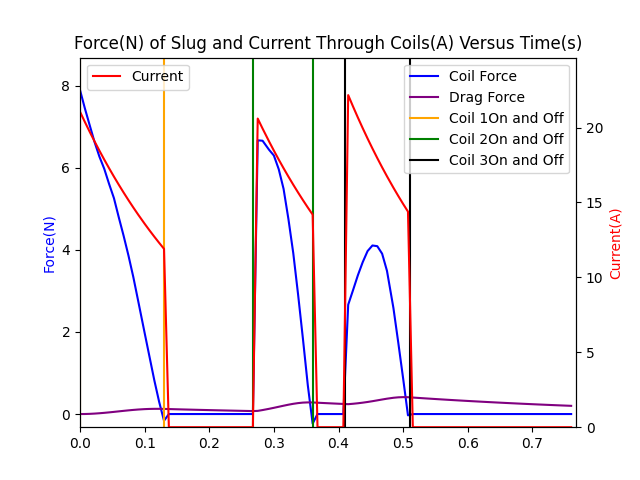 Force(N) of Slug and Current Through Coils(A) Versus Time(s)
Current
Coil Force
Drag Force
Coil 1On and Off
Coil 2On and Off
Coil 3On and Off
Force(N)
8
6
4
2
0
Current(A)
20
15
10
5
0
0.0 0.1 0.2 0.3 0.4 0.5 0.6 0.7